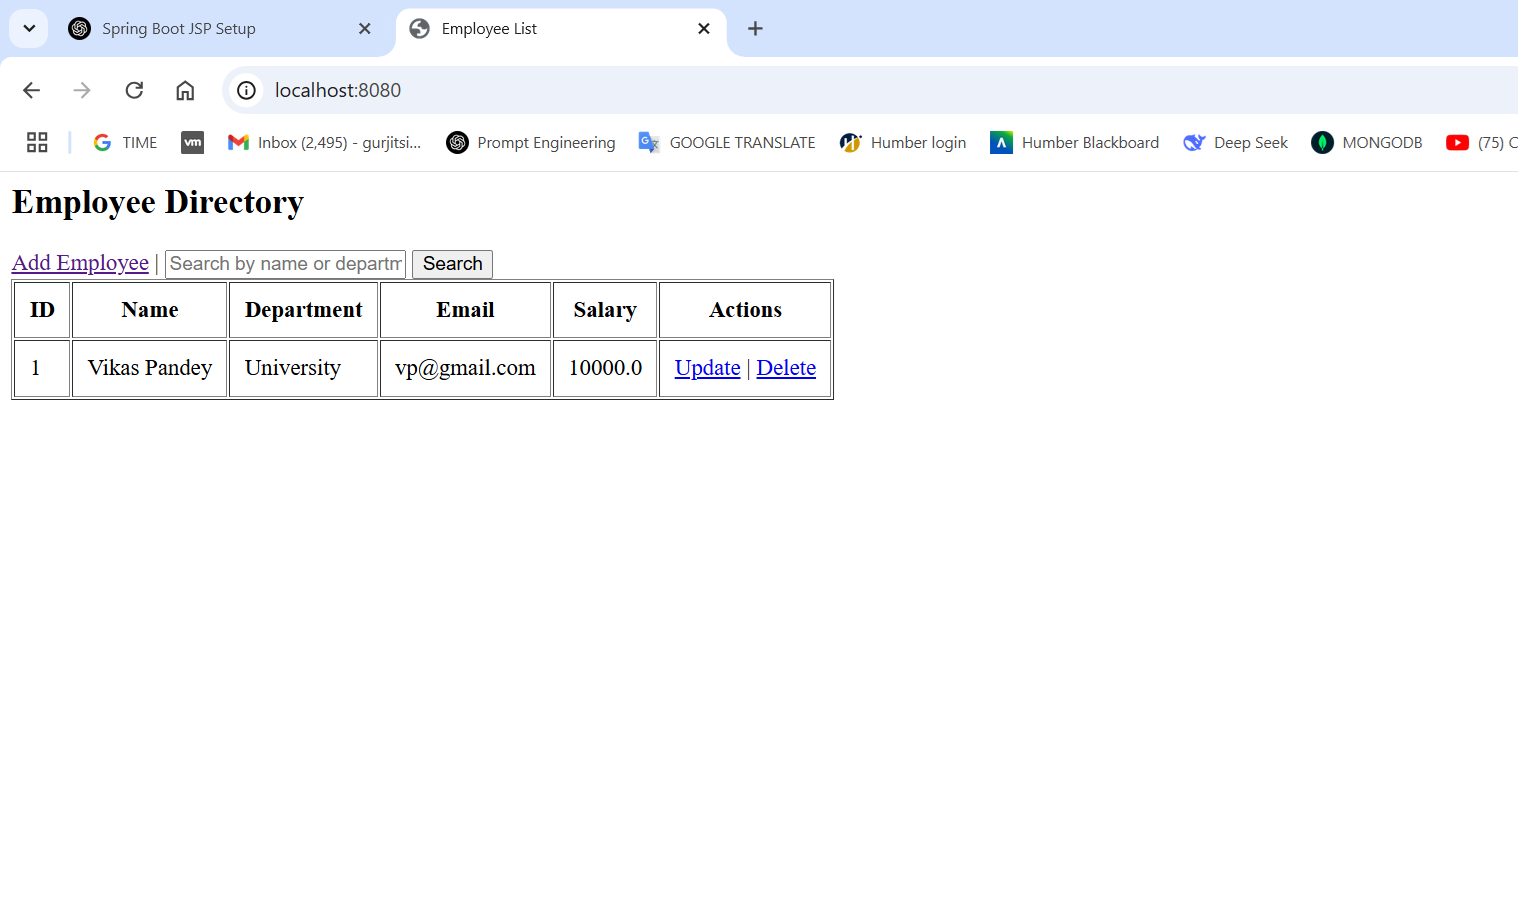 Spring Boot JSP Setup
Employee List
localhost:8080
TIME vm Inbox (2,495) - gurjitsi... Prompt Engineering GOOGLE TRANSLATE Humber login Humber Blackboard Deep Seek MONGODB (75) C
Employee Directory
Add Employee | Search by name or departm Search
ID Name Department Email Salary Actions
1 Vikas Pandey University vp@gmail.com 10000.0 Update | Delete